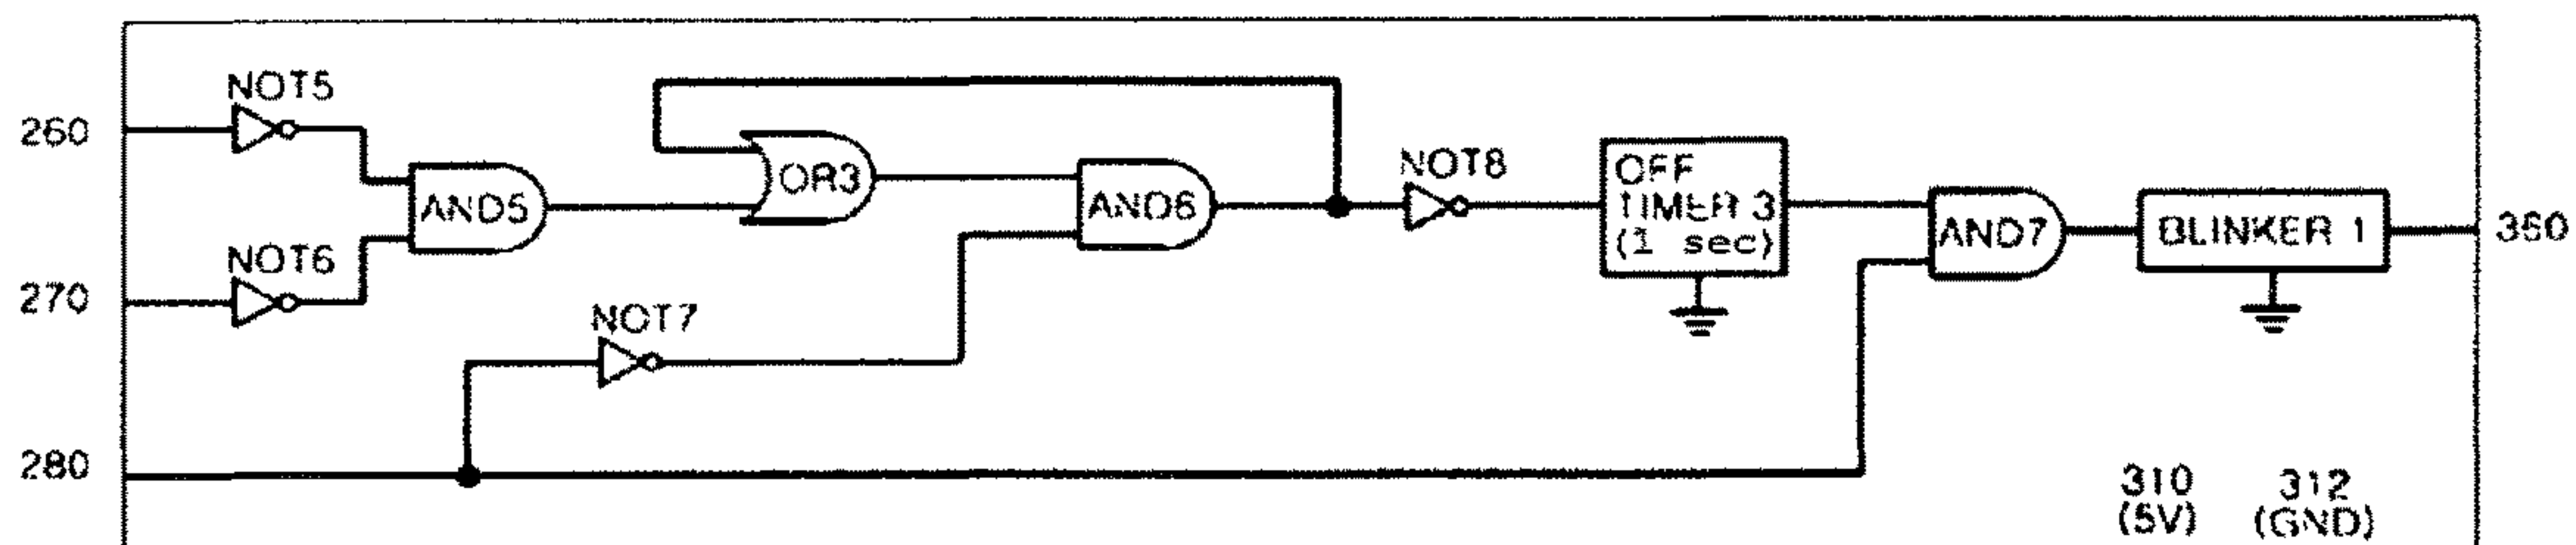 NOT5
260
OR3
NOT8
OFF
TIMER 3
(1 sec)
AND5
AND6
AND7
BLINKER 1
360
NOT6
270
NOT7
280
310
(5V)
312
(GND)